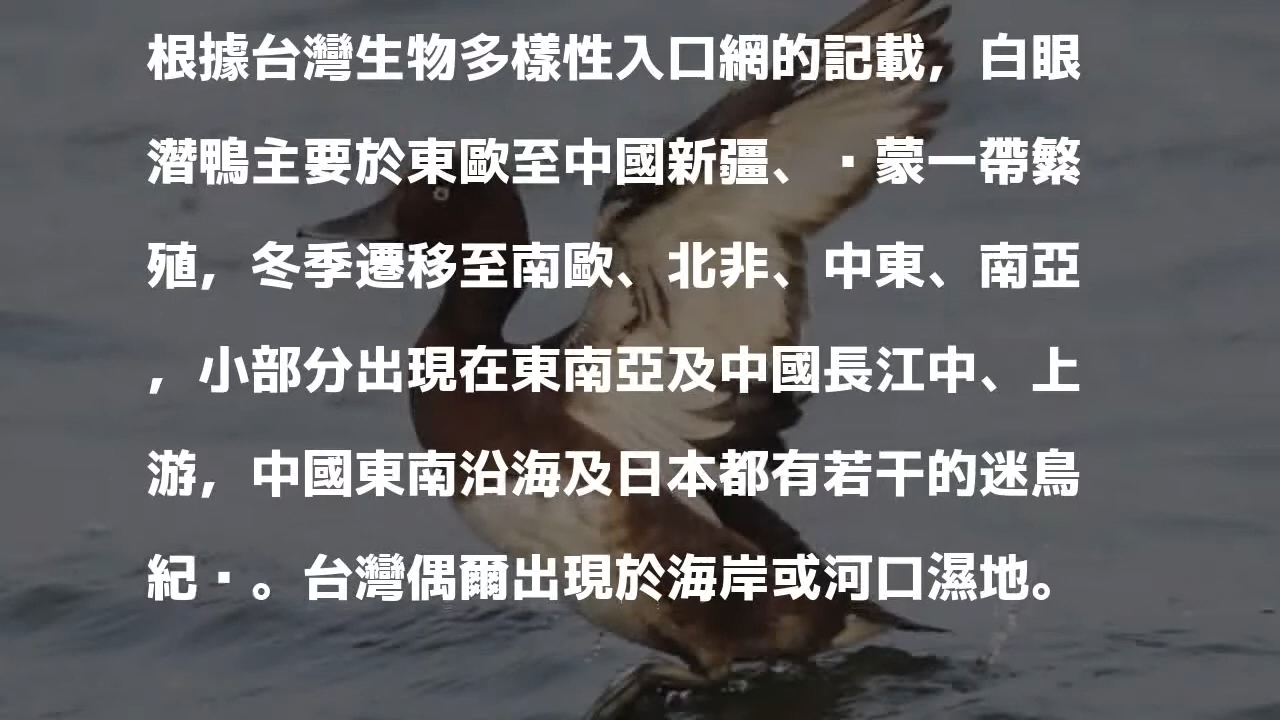 根據台灣生物多樣性入口網的記載，白眼
潛鴨主要於東歐至中國新疆、·蒙一帶繁
殖，冬季遷移至南歐、北非、中東、南亞
，小部分出現在東南亞及中國長江中、上
游，中國東南沿海及日本都有若干的迷鳥
紀·。台灣偶爾出現於海岸或河口濕地。